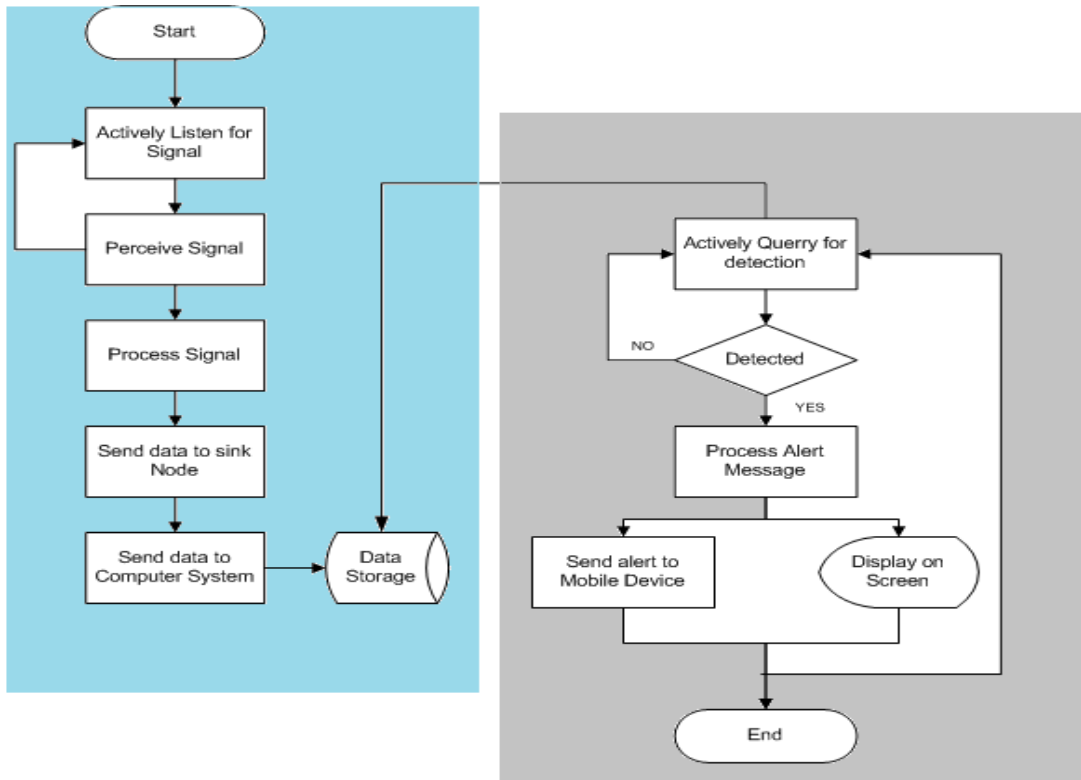 Start
Actively Listen for
Signal
Perceive Signal
Process Signal
Send data to sink
Node
Send data to
Computer System
Data
Storage
Actively Querry for
detection
NO
Detected
YES
Process Alert
Message
Send alert to
Mobile Device
Display on
Screen
End